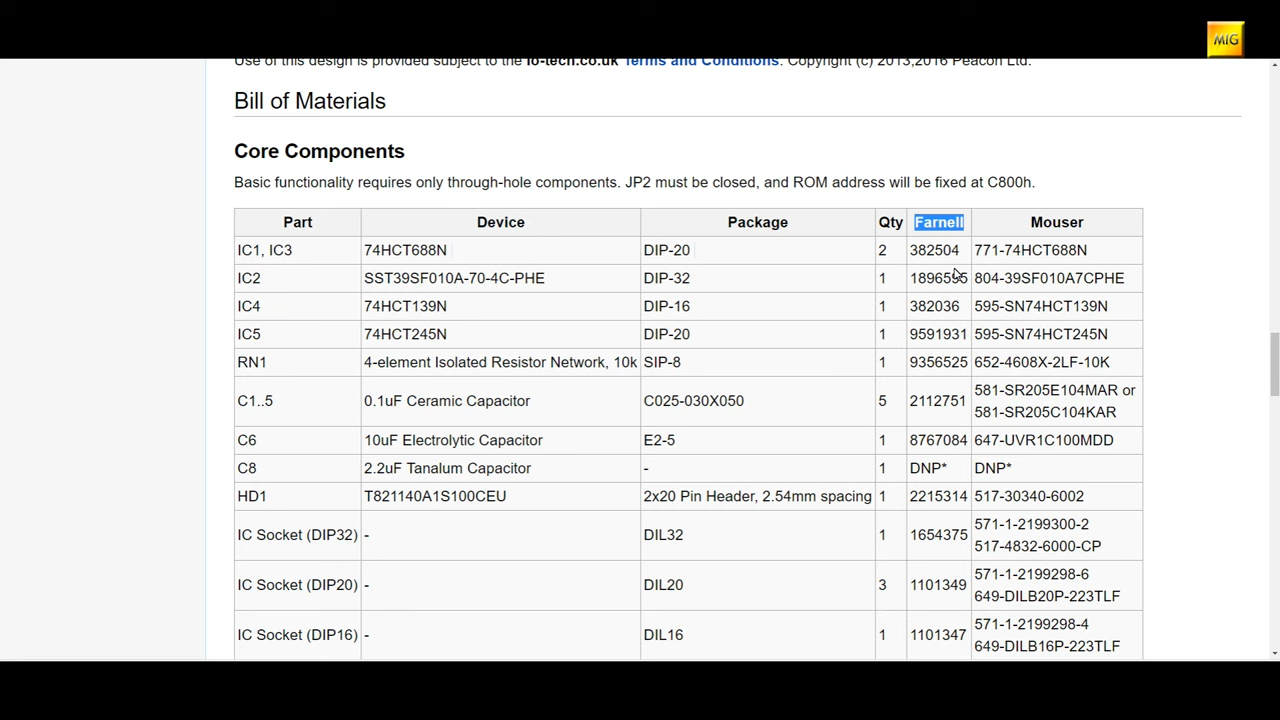 MIG
Use of this design is provided subject to the lo-tech.co.uk Terms and Conditions. Copyright (c) 2013,2016 Peacon Ltd.
Bill of Materials
Core Components
Basic functionality requires only through-hole components. JP2 must be closed, and ROM address will be fixed at C800h.
Part Device Package Qty Farnell Mouser
IC1, IC3 74HCT688N DIP-20 2 382504 771-74HCT688N
IC2 SST39SF010A-70-4C-PHE DIP-32 1 1896595 804-39SF010A7CPHE
IC4 74HCT139N DIP-16 1 382036 595-SN74HCT139N
IC5 74HCT245N DIP-20 1 9591931 595-SN74HCT245N
RN1 4-element Isolated Resistor Network, 10k SIP-8 1 9356525 652-4608X-2LF-10K
C1..5 0.1uF Ceramic Capacitor C025-030X050 5 2112751 581-SR205E104MAR or
581-SR205C104KAR
C6 10uF Electrolytic Capacitor E2-5 1 8767084 647-UVR1C100MDD
C8 2.2uF Tanalum Capacitor - 1 DNP* DNP*
HD1 T821140A1S100CEU 2x20 Pin Header, 2.54mm spacing 1 2215314 517-30340-6002
IC Socket (DIP32) - DIL32 1 1654375 571-1-2199300-2
517-4832-6000-CP
IC Socket (DIP20) - DIL20 3 1101349 571-1-2199298-6
649-DILB20P-223TLF
IC Socket (DIP16) - DIL16 1 1101347 571-1-2199298-4
649-DILB16P-223TLF